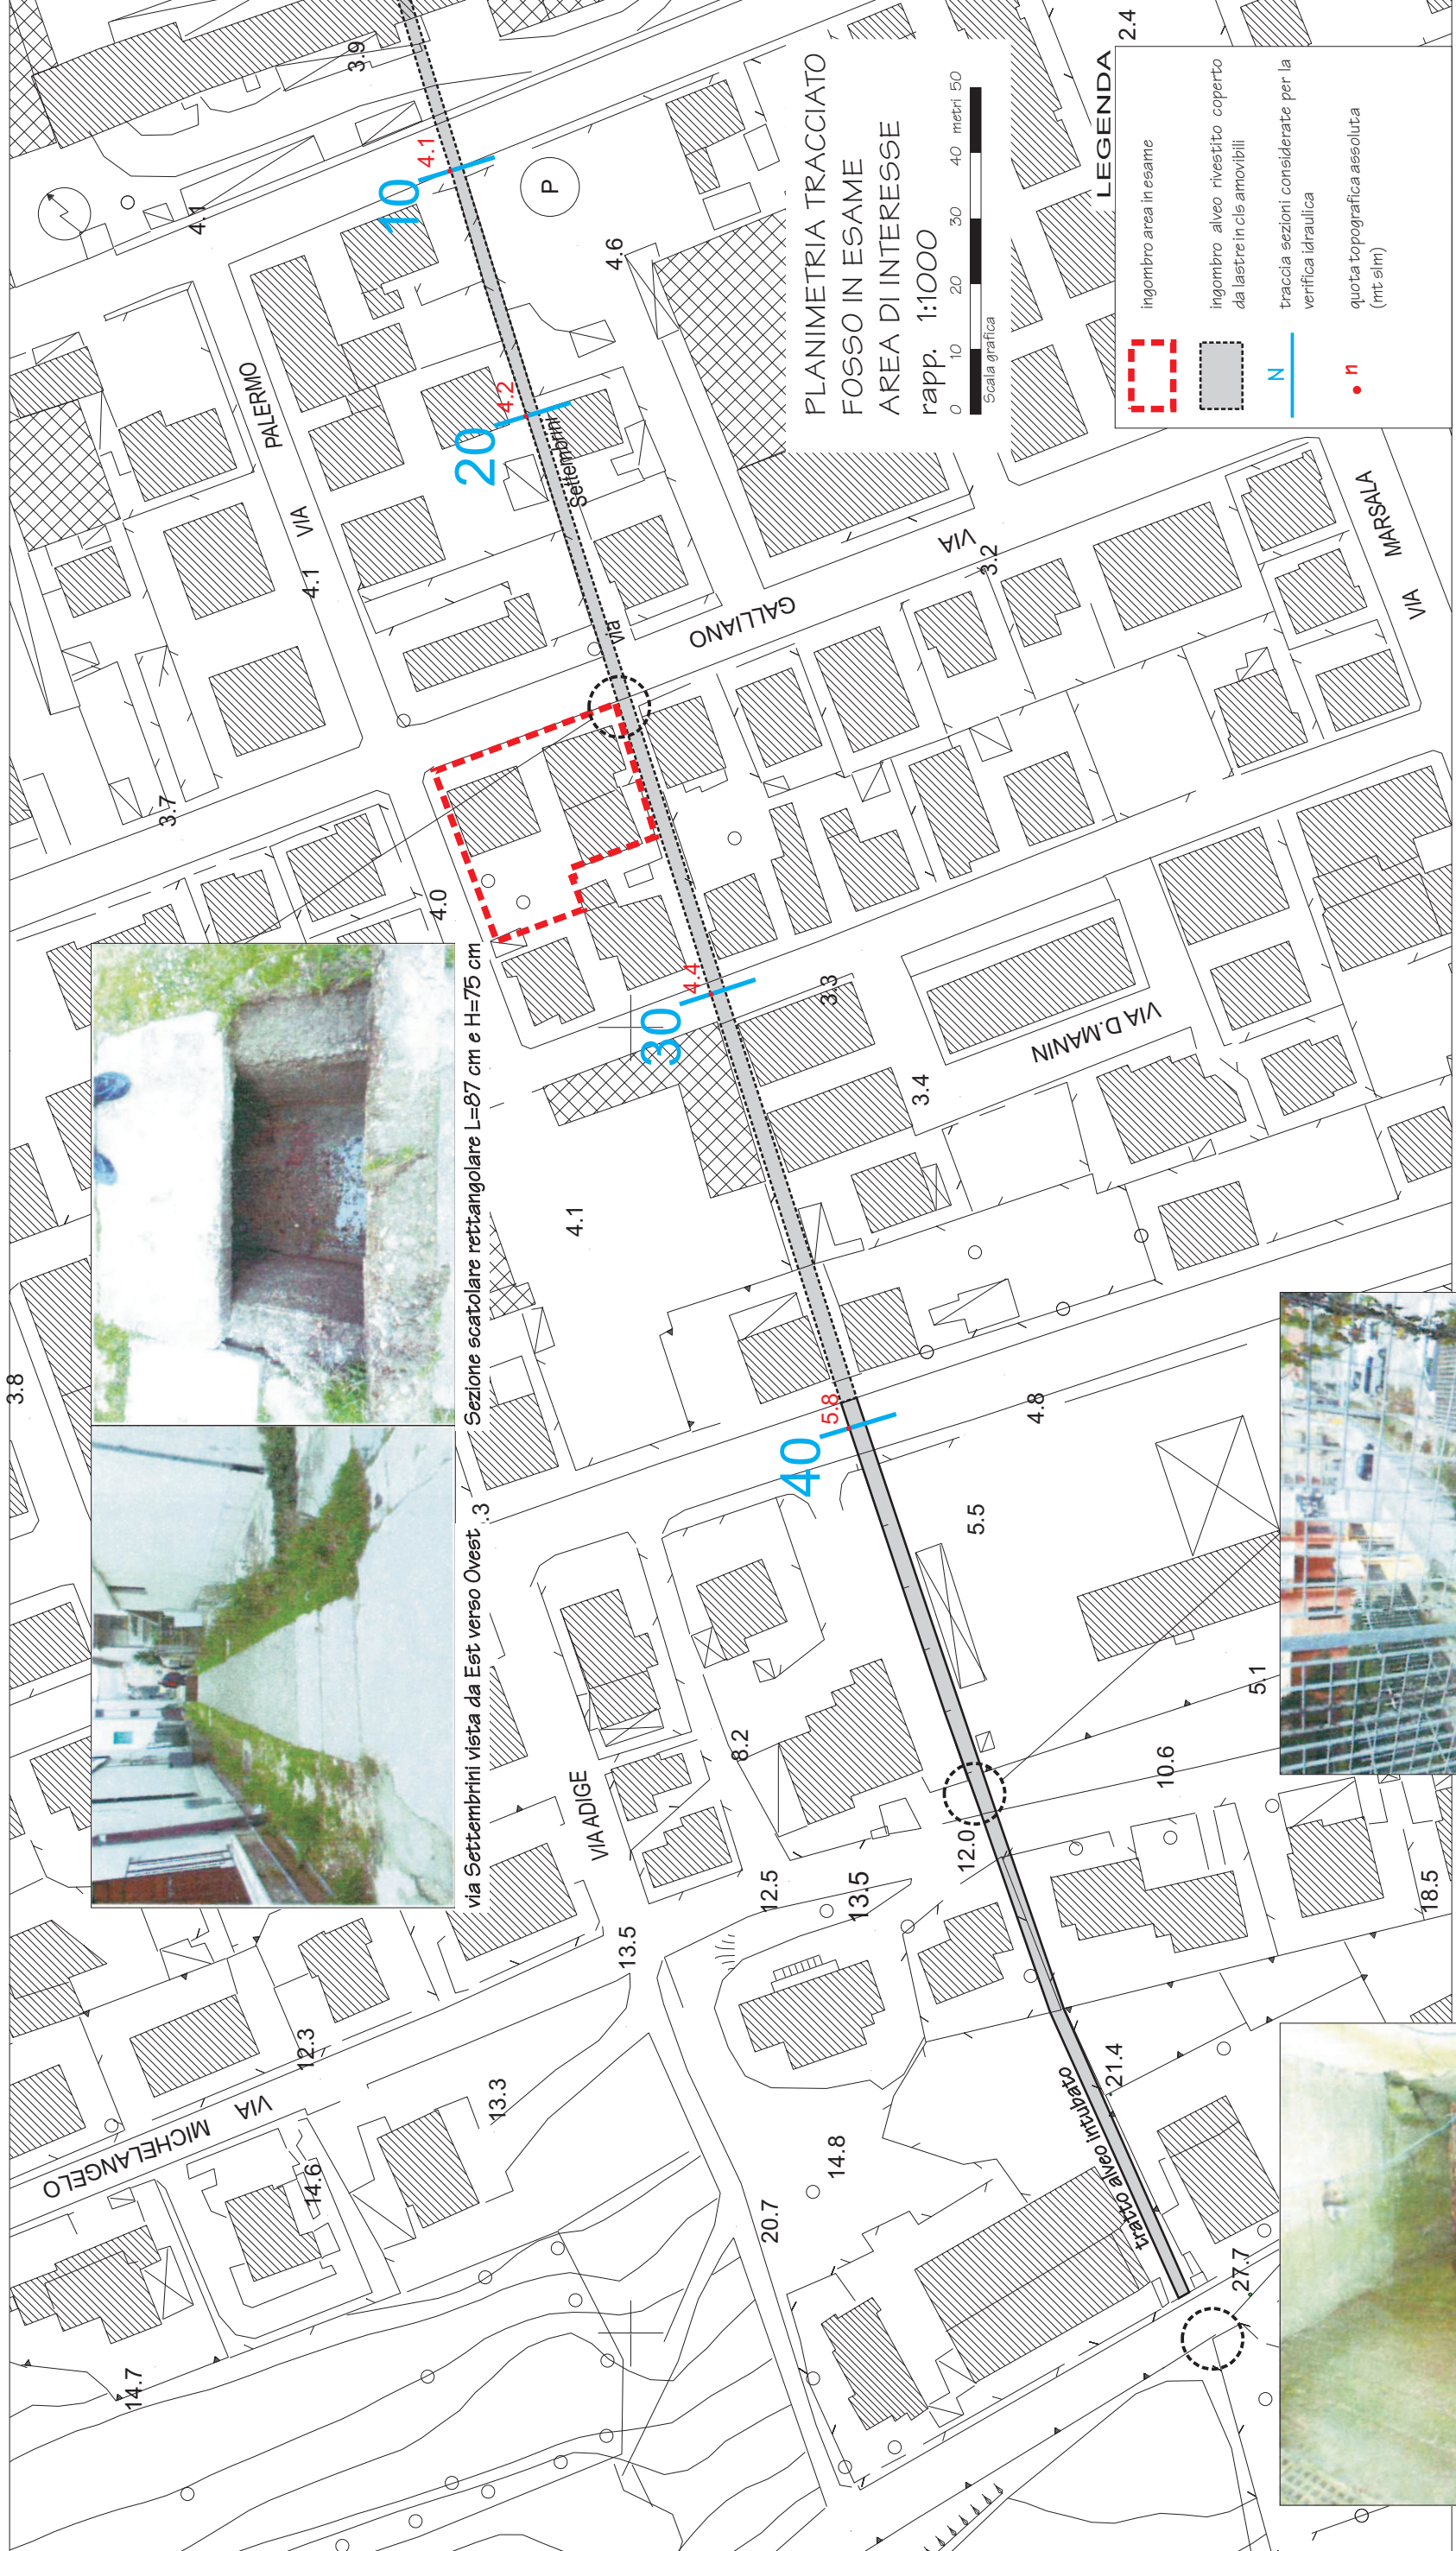 PLANIMETRIA TRACCIATO
FOSSO IN ESAME
AREA DI INTERESSE
rapp. 1:1000
0 10 20 30 40 metri 50
Scala grafica
LEGENDA
ingombro area in esame
ingombro alveo rivestito coperto
da lastre in cls amovibili
N
traccia sezioni considerate per la
verifica idraulica
n
quota topografica assoluta
(mt slm)
via Settembrini vista da Est verso Ovest
Sezione scatolare rettangolare L=87 cm e H=75 cm
tratto alveo intubato
VIA MICHELANGELO
VIA ADIGE
VIA PALERMO
via Settembrini
VIA GALLIANO
VIA D. MANIN
VIA MARSALA
P
10
4.1
20
4.2
30
4.4
40
5.8
3.9
4.1
4.6
2.4
4.1
3.2
3.7
4.0
3.3
3.4
4.1
3.8
.3
4.8
5.5
5.1
8.2
10.6
12.0
12.5
13.5
13.5
18.5
12.3
13.3
14.6
14.7
14.8
20.7
21.4
27.7